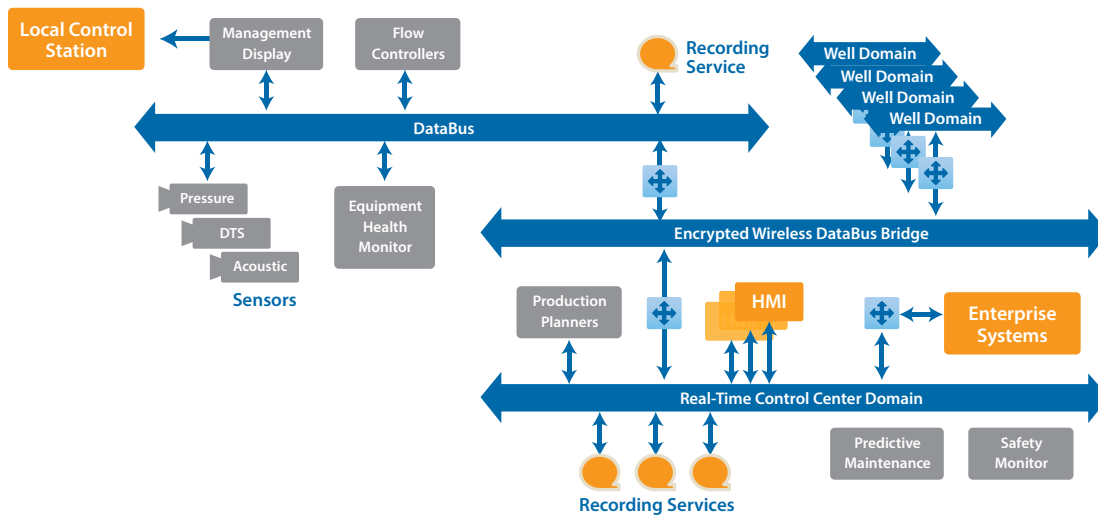 Local Control
Station
Management
Display
Flow
Controllers
Recording
Service
Well Domain
Well Domain
Well Domain
Well Domain
DataBus
Pressure
DTS
Acoustic
Sensors
Equipment
Health
Monitor
Encrypted Wireless DataBus Bridge
Production
Planners
HMI
Enterprise
Systems
Real-Time Control Center Domain
Predictive
Maintenance
Safety
Monitor
Recording Services